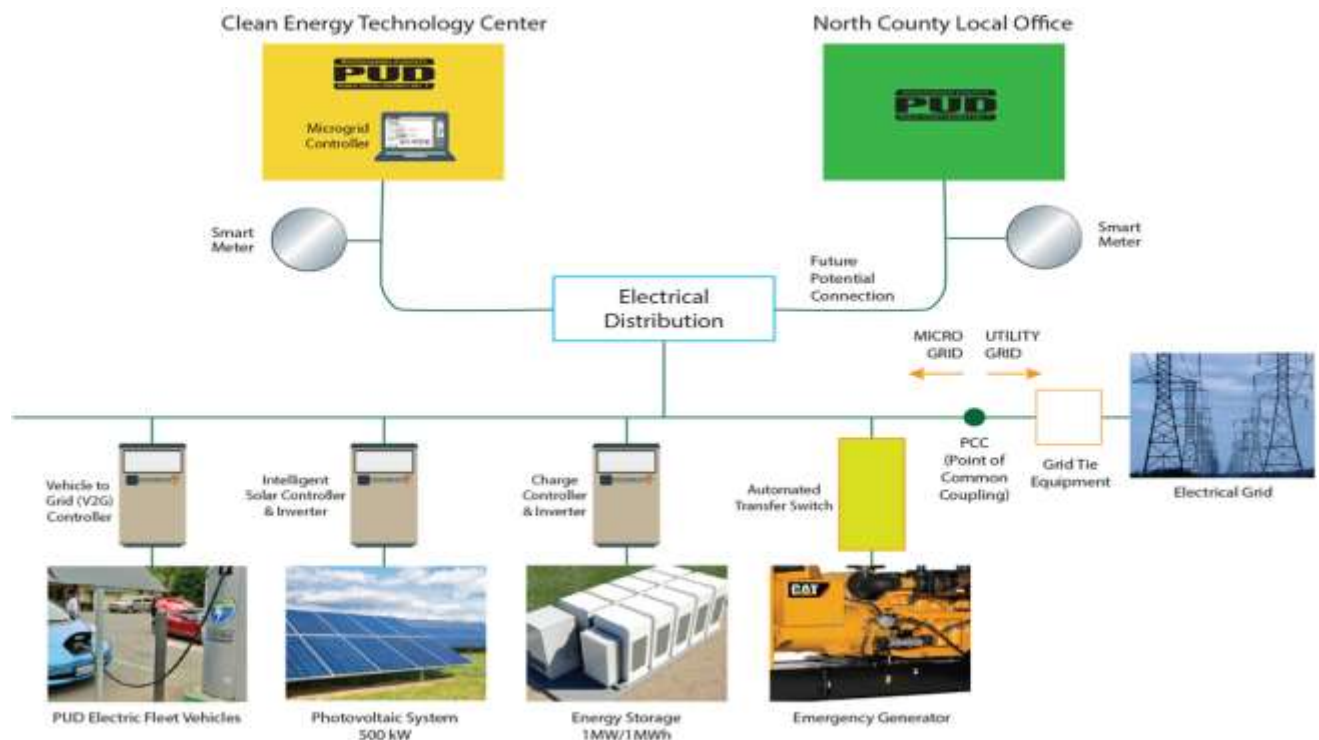 Clean Energy Technology Center
North County Local Office
PUD
Microgrid
Controller
PUD
Smart
Meter
Smart
Meter
Future
Potential
Connection
Electrical
Distribution
MICRO
GRID
UTILITY
GRID
PCC
(Point of
Common
Coupling)
Grid Tie
Equipment
Electrical Grid
Vehicle to
Grid (V2G)
Controller
Intelligent
Solar Controller
& Inverter
Charge
Controller
& Inverter
Automated
Transfer Switch
CAT
PUD Electric Fleet Vehicles
Photovoltaic System
500 kW
Energy Storage
1MW/1MWh
Emergency Generator